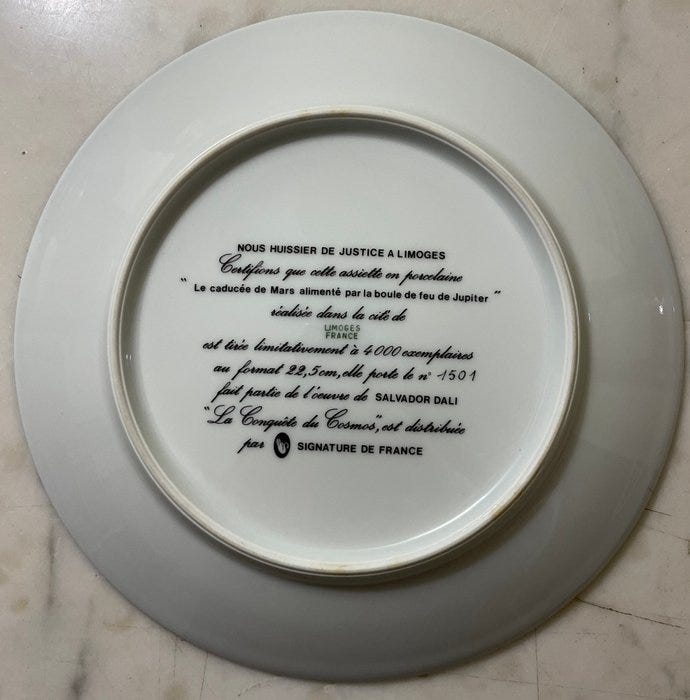 NOUS HUISSIER DE JUSTICE A LIMOGES
Certifions que cette assiette en porcelaine
" Le caducée de Mars alimenté par la boule de feu de Jupiter "
réalisée dans la cité de
LIMOGES
FRANCE
est tirée limitativement à 4000 exemplaires
au format 22,5cm, elle porte le n° 1501
fait partie de l'oeuvre de SALVADOR DALI
"La Conquête du Cosmos", est distribuée
par SIGNATURE DE FRANCE